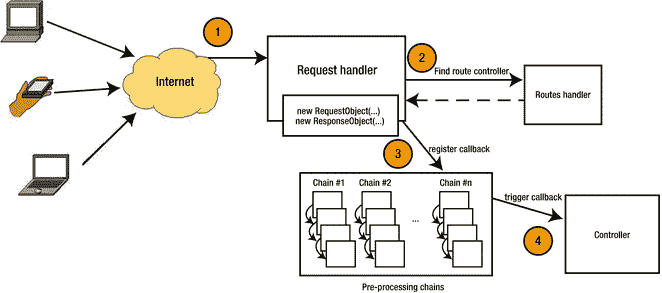 1
2
Internet
Request handler
Find route controller
Routes handler
new RequestObject(...)
new ResponseObject(...)
3
register callback
Chain #1
Chain #2
Chain #n
...
trigger callback
4
Controller
Pre-processing chains